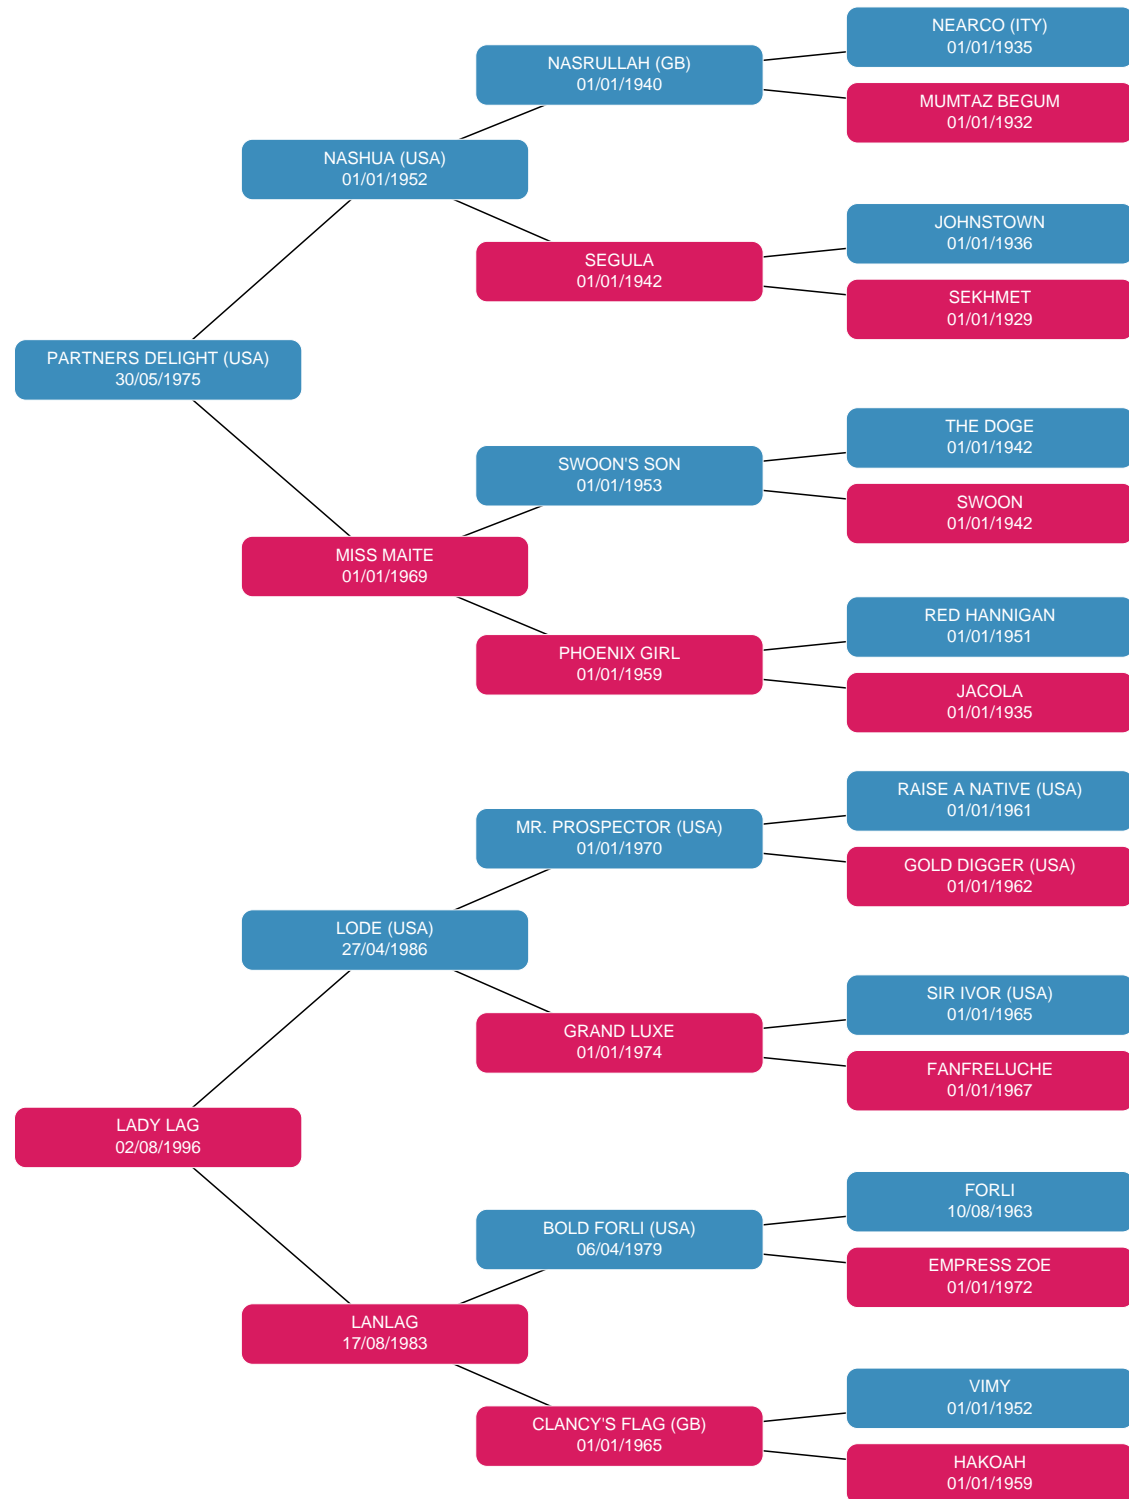 NEARCO (ITY)
01/01/1935
NASRULLAH (GB)
01/01/1940
MUMTAZ BEGUM
01/01/1932
NASHUA (USA)
01/01/1952
JOHNSTOWN
01/01/1936
SEGULA
01/01/1942
SEKHMET
01/01/1929
PARTNERS DELIGHT (USA)
30/05/1975
THE DOGE
01/01/1942
SWOON'S SON
01/01/1953
SWOON
01/01/1942
MISS MAITE
01/01/1969
RED HANNIGAN
01/01/1951
PHOENIX GIRL
01/01/1959
JACOLA
01/01/1935
RAISE A NATIVE (USA)
01/01/1961
MR. PROSPECTOR (USA)
01/01/1970
GOLD DIGGER (USA)
01/01/1962
LODE (USA)
27/04/1986
SIR IVOR (USA)
01/01/1965
GRAND LUXE
01/01/1974
FANFRELUCHE
01/01/1967
LADY LAG
02/08/1996
FORLI
10/08/1963
BOLD FORLI (USA)
06/04/1979
EMPRESS ZOE
01/01/1972
LANLAG
17/08/1983
VIMY
01/01/1952
CLANCY'S FLAG (GB)
01/01/1965
HAKOAH
01/01/1959